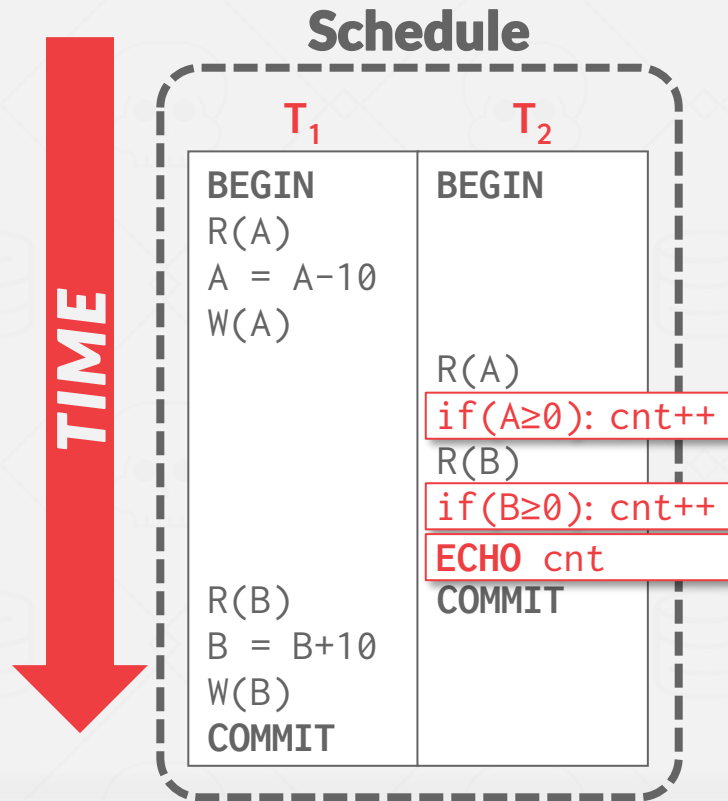 Schedule
TIME
T₁ T₂
BEGIN BEGIN
R(A)
A = A-10
W(A)
R(A)
if(A≥0): cnt++
R(B)
if(B≥0): cnt++
ECHO cnt
R(B) COMMIT
B = B+10
W(B)
COMMIT